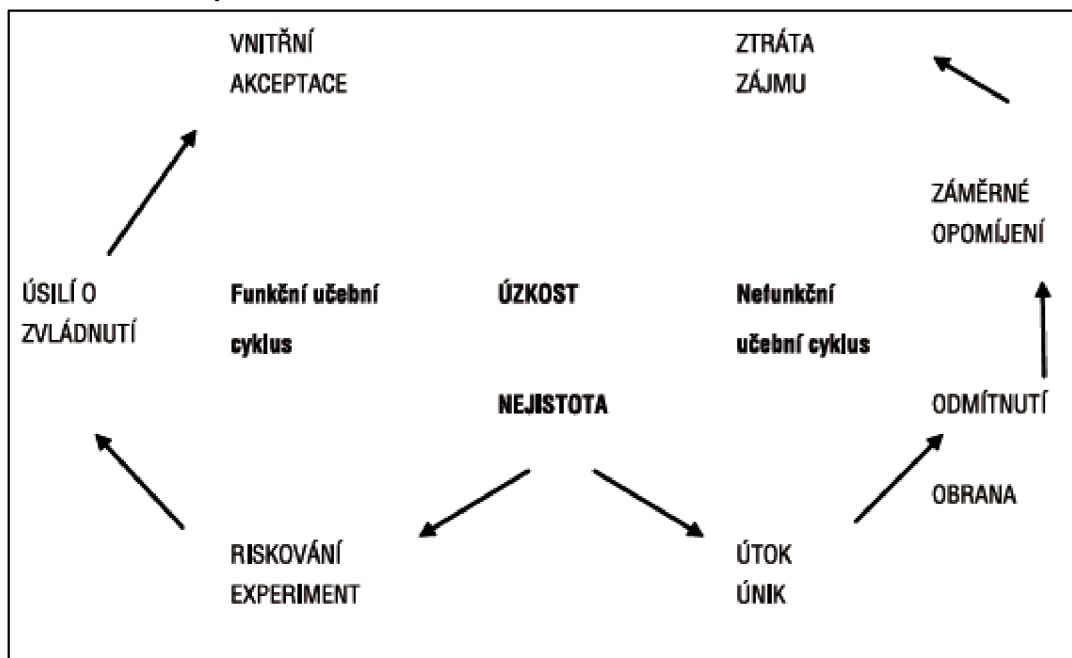 VNITŘNÍ
AKCEPTACE
ZTRÁTA
ZÁJMU
ZÁMĚRNÉ
OPOMÍJENÍ
ÚSILÍ O
ZVLÁDNUTÍ
Funkční učební
cyklus
ÚZKOST
Nefunkční
učební cyklus
NEJISTOTA
ODMÍTNUTÍ
OBRANA
RISKOVÁNÍ
EXPERIMENT
ÚTOK
ÚNIK